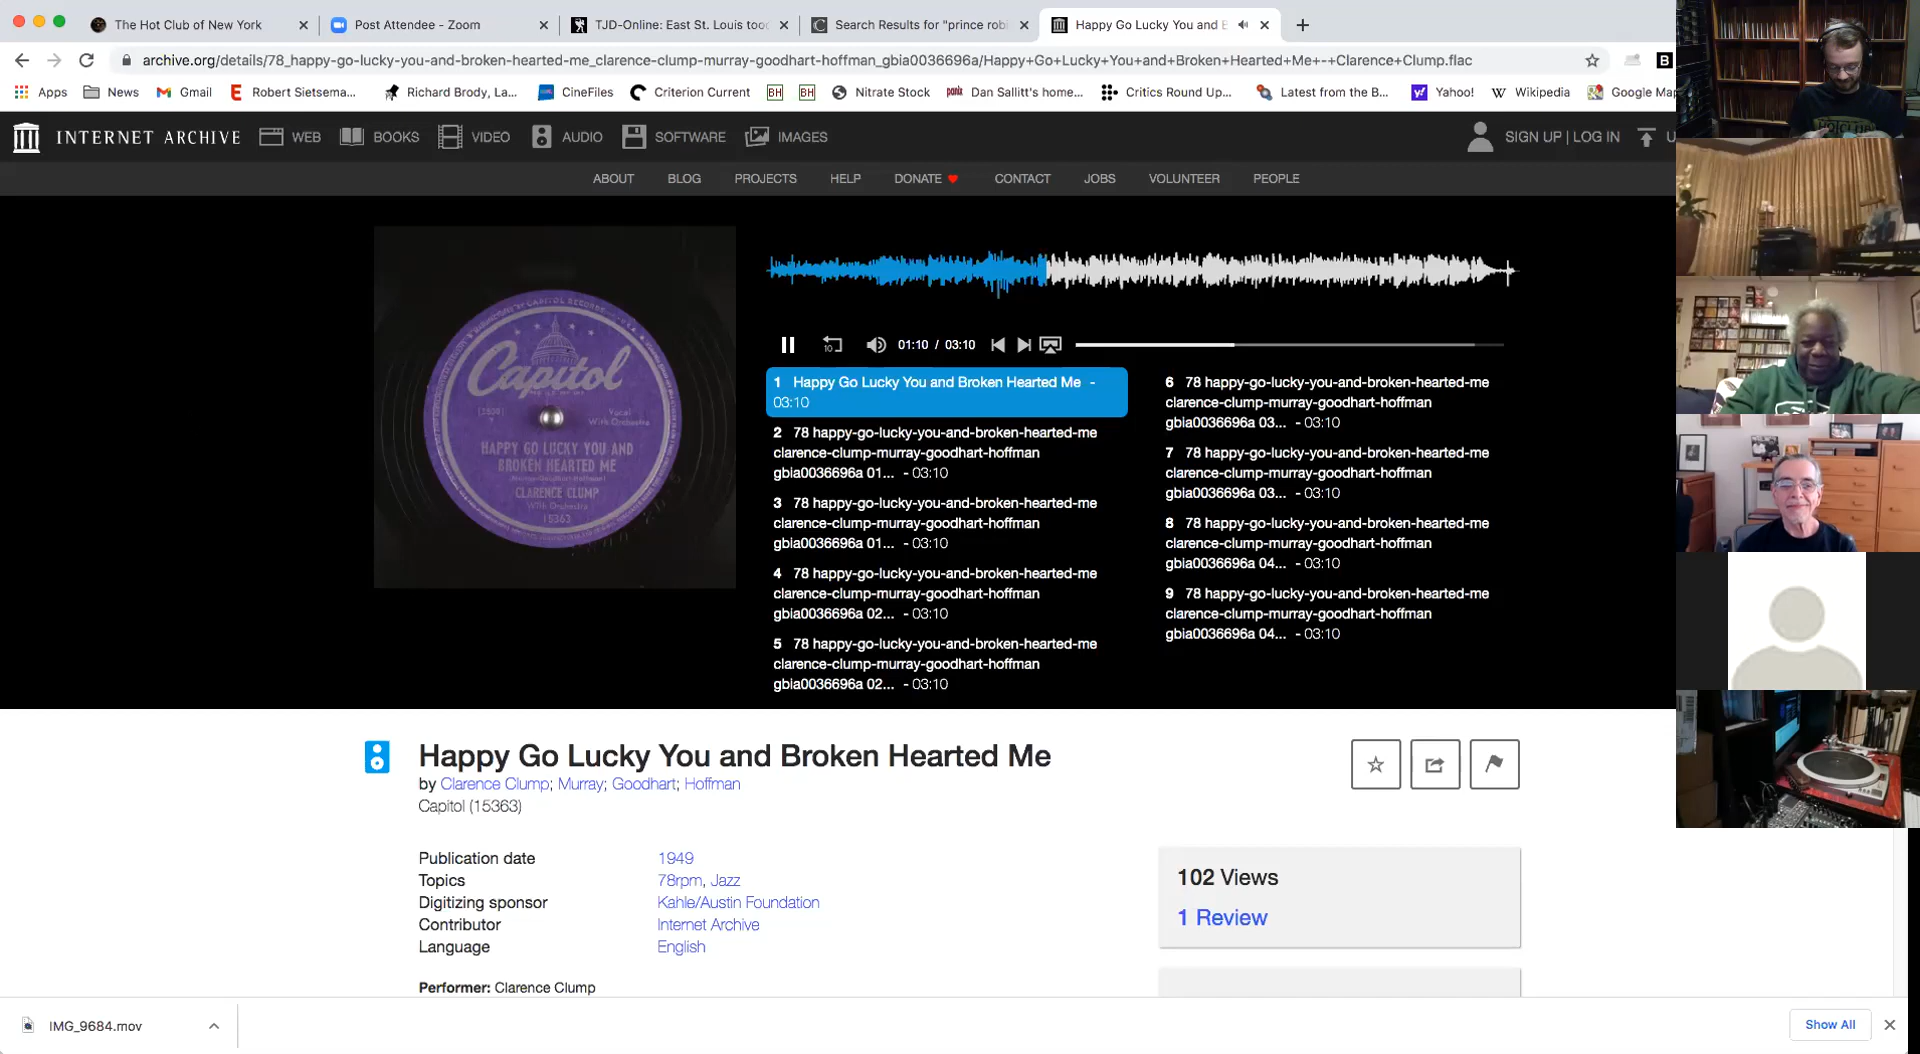 The Hot Club of New York
Post Attendee - Zoom
TJD-Online: East St. Louis tood
Search Results for "prince robi
Happy Go Lucky You and B
archive.org/details/78_happy-go-lucky-you-and-broken-hearted-me_clarence-clump-murray-goodhart-hoffman_gbia0036696a/Happy+Go+Lucky+You+and+Broken+Hearted+Me+-+Clarence+Clump.flac
Apps
News
Gmail
Robert Sietsema...
Richard Brody, La...
CineFiles
Criterion Current
BH
BH
Nitrate Stock
Dan Sallitt's home...
Critics Round Up...
Latest from the B...
Yahoo!
Wikipedia
Google Ma
INTERNET ARCHIVE
WEB
BOOKS
VIDEO
AUDIO
SOFTWARE
IMAGES
SIGN UP | LOG IN
U
ABOUT
BLOG
PROJECTS
HELP
DONATE
CONTACT
JOBS
VOLUNTEER
PEOPLE
CAPITOL RECORDS
Capitol
Vocal
With Orchestra
HAPPY GO LUCKY YOU AND
BROKEN HEARTED ME
(Murray-Goodhart-Hoffman)
CLARENCE CLUMP
With Orchestra
15363
10
01:10 / 03:10
1 Happy Go Lucky You and Broken Hearted Me -
03:10
2 78 happy-go-lucky-you-and-broken-hearted-me
clarence-clump-murray-goodhart-hoffman
gbia0036696a 01... - 03:10
3 78 happy-go-lucky-you-and-broken-hearted-me
clarence-clump-murray-goodhart-hoffman
gbia0036696a 01... - 03:10
4 78 happy-go-lucky-you-and-broken-hearted-me
clarence-clump-murray-goodhart-hoffman
gbia0036696a 02... - 03:10
5 78 happy-go-lucky-you-and-broken-hearted-me
clarence-clump-murray-goodhart-hoffman
gbia0036696a 02... - 03:10
6 78 happy-go-lucky-you-and-broken-hearted-me
clarence-clump-murray-goodhart-hoffman
gbia0036696a 03... - 03:10
7 78 happy-go-lucky-you-and-broken-hearted-me
clarence-clump-murray-goodhart-hoffman
gbia0036696a 03... - 03:10
8 78 happy-go-lucky-you-and-broken-hearted-me
clarence-clump-murray-goodhart-hoffman
gbia0036696a 04... - 03:10
9 78 happy-go-lucky-you-and-broken-hearted-me
clarence-clump-murray-goodhart-hoffman
gbia0036696a 04... - 03:10
Happy Go Lucky You and Broken Hearted Me
by Clarence Clump; Murray; Goodhart; Hoffman
Capitol (15363)
Publication date 1949
Topics 78rpm, Jazz
Digitizing sponsor Kahle/Austin Foundation
Contributor Internet Archive
Language English
Performer: Clarence Clump
102 Views
1 Review
IMG_9684.mov
Show All